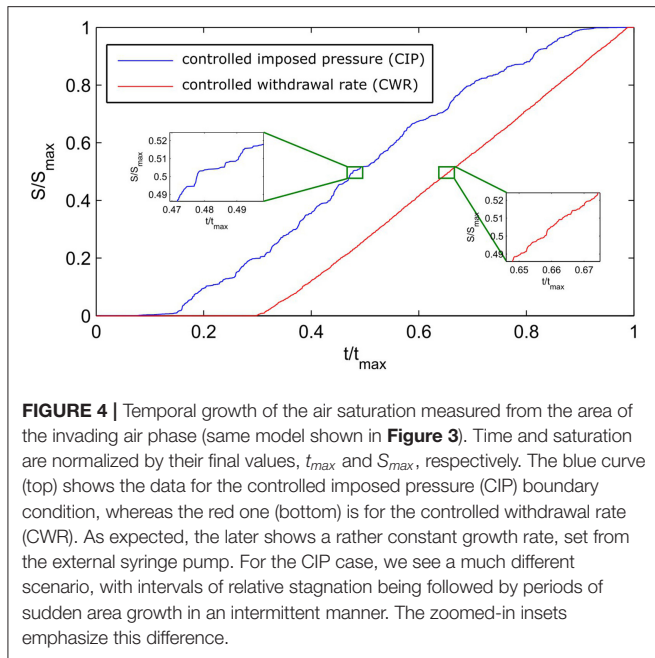 controlled imposed pressure (CIP)
controlled withdrawal rate (CWR)
S/Smax
1
0.8
0.6
0.4
0.2
0
0
0.2
0.4
0.6
0.8
1
t/tmax
S/Smax
0.52
0.51
0.5
0.49
0.47
0.48
0.49
t/tmax
S/Smax
0.52
0.51
0.5
0.49
0.65
0.66
0.67
t/tmax
FIGURE 4 | Temporal growth of the air saturation measured from the area of
the invading air phase (same model shown in Figure 3). Time and saturation
are normalized by their final values, tmax and Smax, respectively. The blue curve
(top) shows the data for the controlled imposed pressure (CIP) boundary
condition, whereas the red one (bottom) is for the controlled withdrawal rate
(CWR). As expected, the later shows a rather constant growth rate, set from
the external syringe pump. For the CIP case, we see a much different
scenario, with intervals of relative stagnation being followed by periods of
sudden area growth in an intermittent manner. The zoomed-in insets
emphasize this difference.